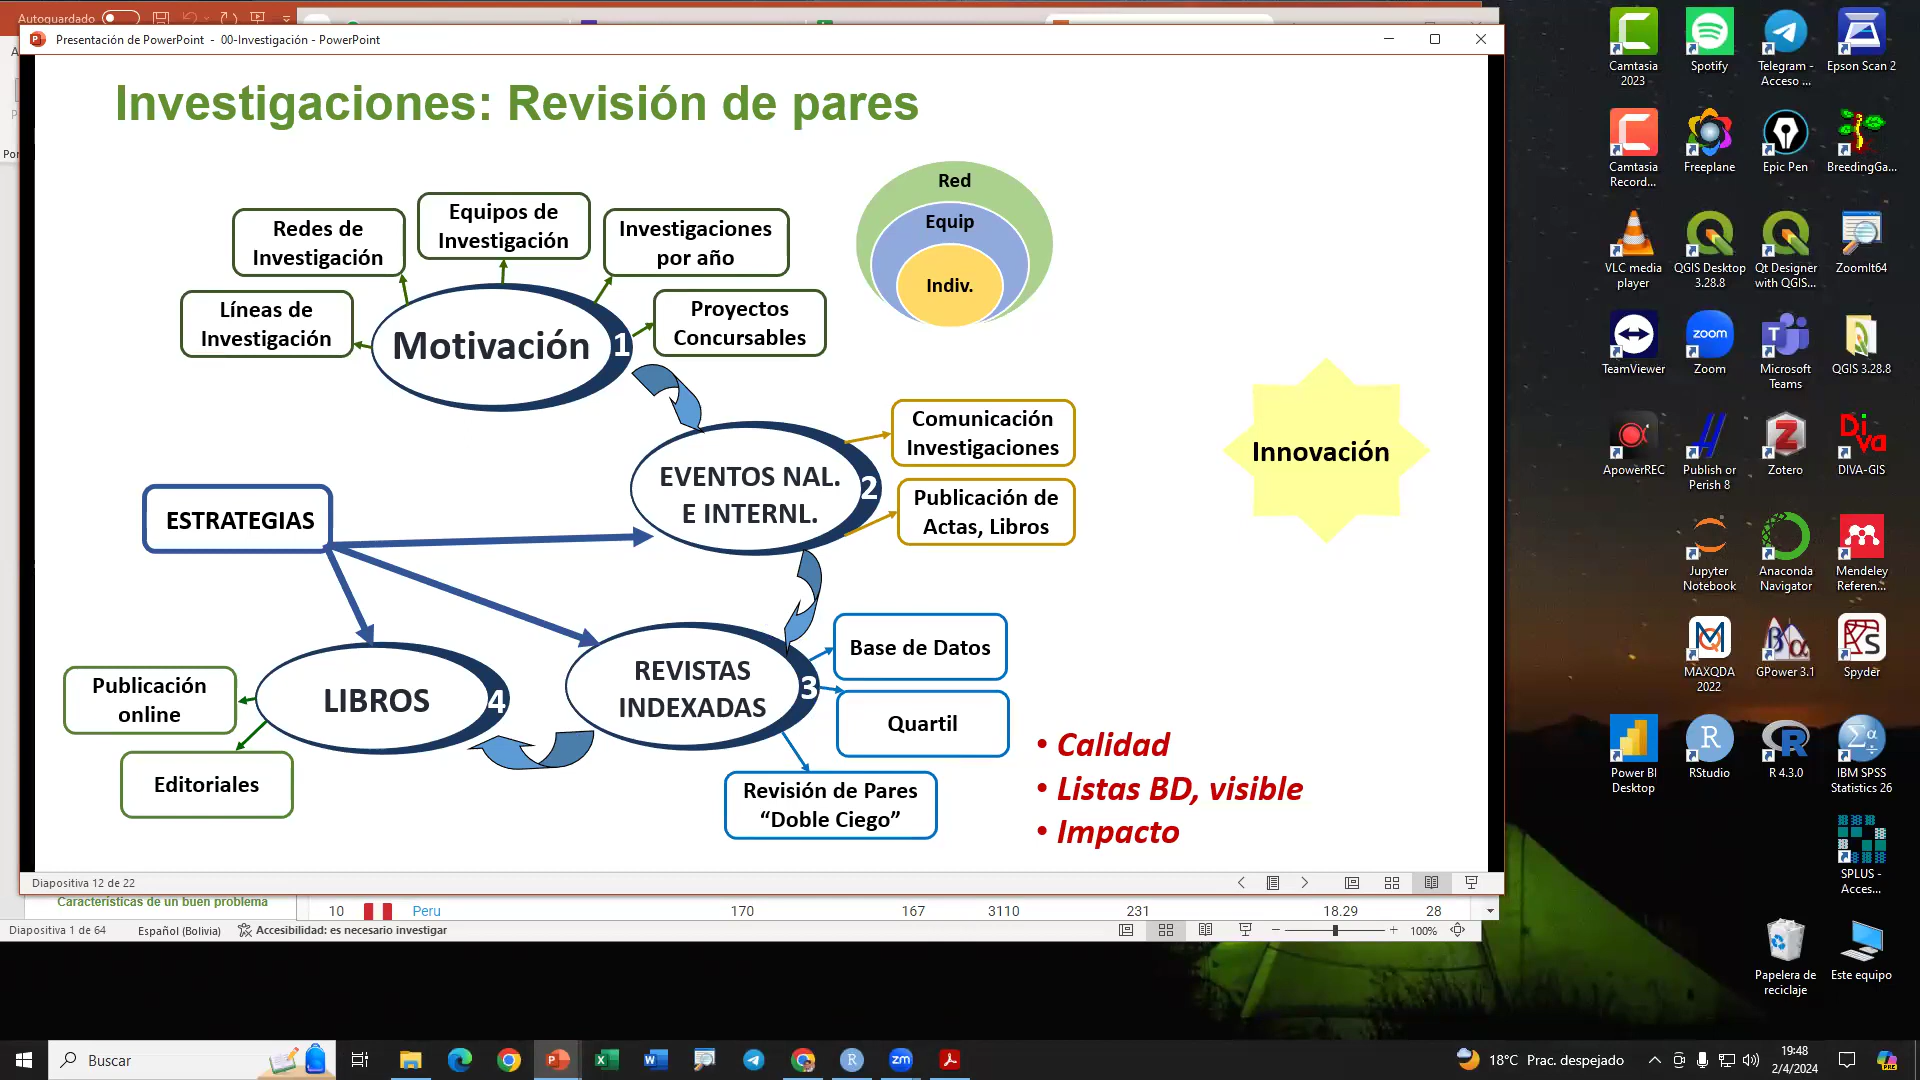 Autoguardado
Presentación de PowerPoint - 00-Investigación - PowerPoint
Investigaciones: Revisión de pares
Red
Equip
Indiv.
Redes de
Investigación
Equipos de
Investigación
Investigaciones
por año
Líneas de
Investigación
Proyectos
Concursables
Motivación
1
EVENTOS NAL.
E INTERNL.
2
Comunicación
Investigaciones
Publicación de
Actas, Libros
Innovación
ESTRATEGIAS
REVISTAS
INDEXADAS
3
Base de Datos
Quartil
Revisión de Pares
“Doble Ciego”
LIBROS
4
Publicación
online
Editoriales
• Calidad
• Listas BD, visible
• Impacto
Diapositiva 12 de 22
Características de un buen problema
10 Peru 170 167 3110 231 18.29 28
Diapositiva 1 de 64 Español (Bolivia) Accesibilidad: es necesario investigar 100%
Camtasia
2023
Spotify
Telegram -
Acceso ...
Epson Scan 2
Camtasia
Record...
Freeplane
Epic Pen
BreedingGa...
VLC media
player
QGIS Desktop
3.28.8
Qt Designer
with QGIS...
ZoomIt64
TeamViewer
zoom
Zoom
Microsoft
Teams
QGIS 3.28.8
ApowerREC
Publish or
Perish 8
Zotero
DIVA-GIS
Jupyter
Notebook
Anaconda
Navigator
Mendeley
Referen...
MAXQDA
2022
GPower 3.1
Spyder
Power BI
Desktop
RStudio
R 4.3.0
IBM SPSS
Statistics 26
SPLUS -
Acces...
Papelera de
reciclaje
Este equipo
Buscar
18°C Prac. despejado
19:48
2/4/2024